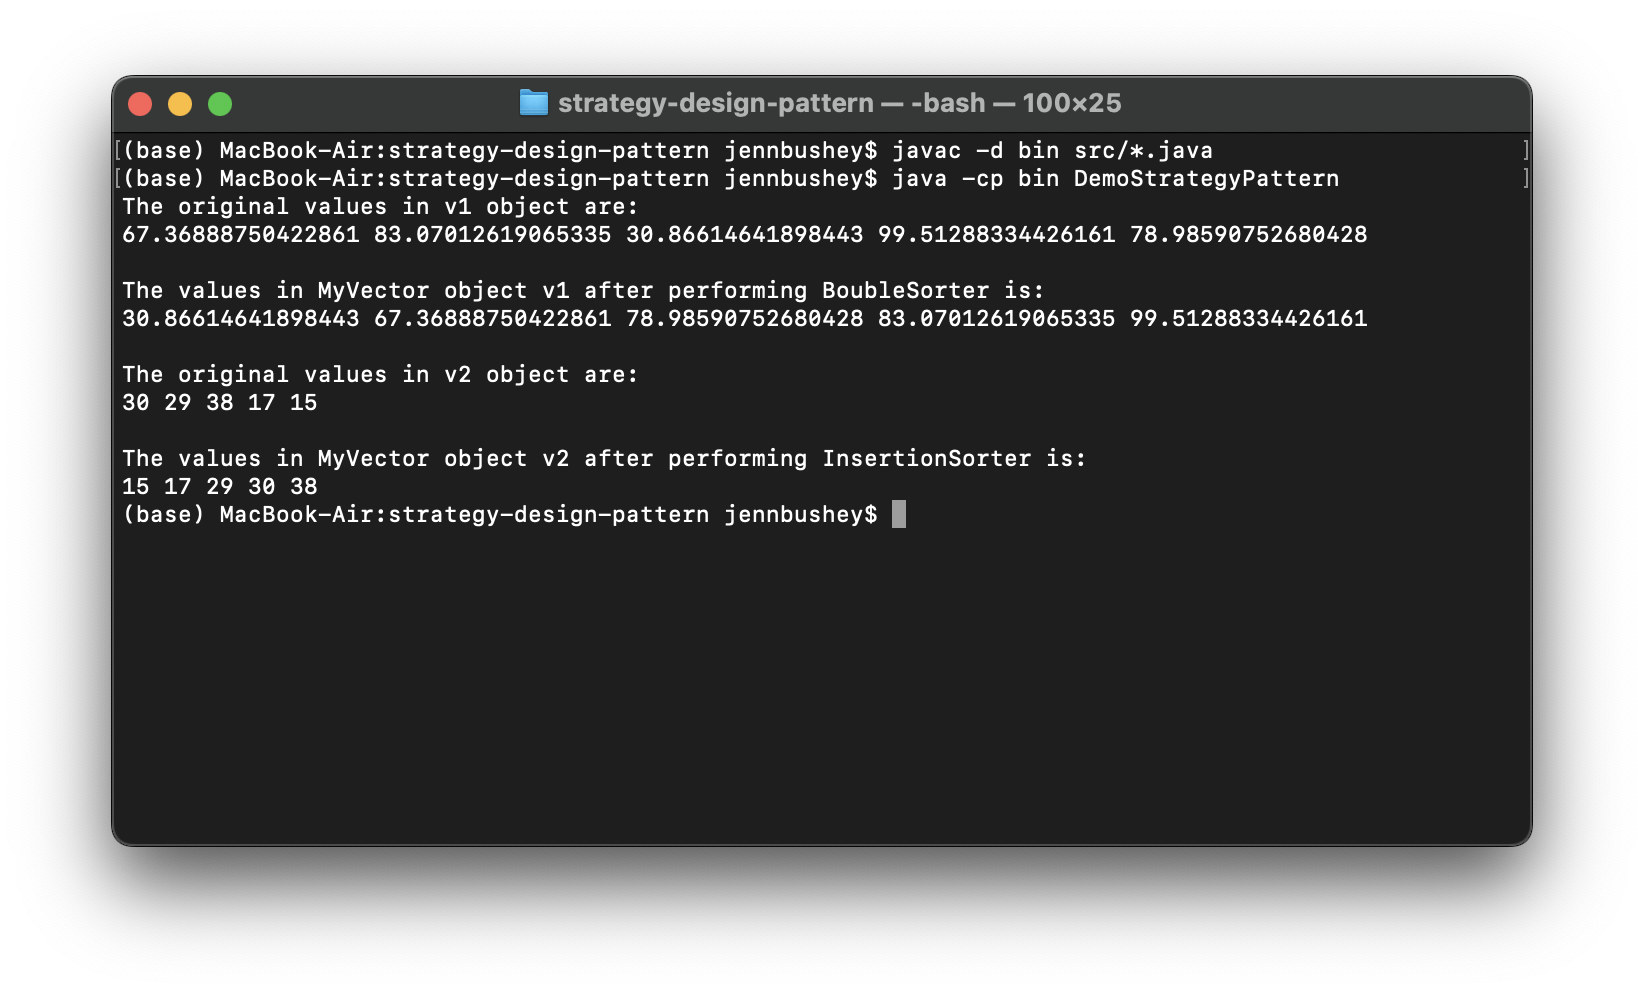 strategy-design-pattern — -bash — 100×25
[(base) MacBook-Air:strategy-design-pattern jennbushey$ javac -d bin src/*.java ]
[(base) MacBook-Air:strategy-design-pattern jennbushey$ java -cp bin DemoStrategyPattern ]
The original values in v1 object are:
67.36888750422861 83.07012619065335 30.86614641898443 99.51288334426161 78.98590752680428
The values in MyVector object v1 after performing BoubleSorter is:
30.86614641898443 67.36888750422861 78.98590752680428 83.07012619065335 99.51288334426161
The original values in v2 object are:
30 29 38 17 15
The values in MyVector object v2 after performing InsertionSorter is:
15 17 29 30 38
(base) MacBook-Air:strategy-design-pattern jennbushey$